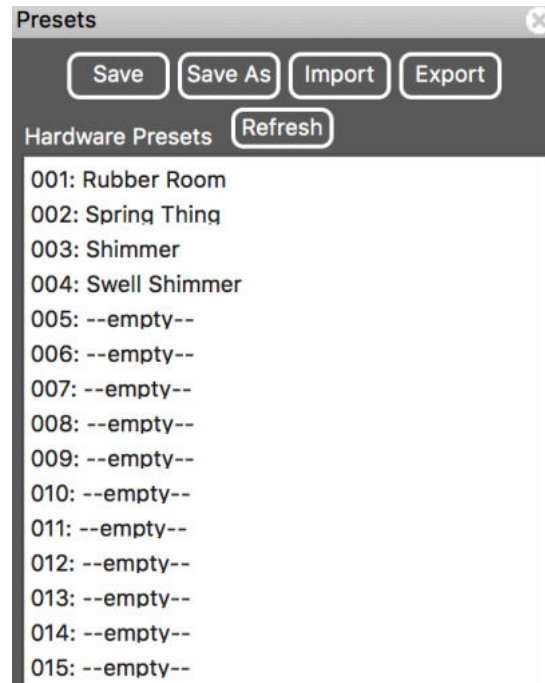 Presets
Save Save As Import Export
Hardware Presets Refresh
001: Rubber Room
002: Spring Thing
003: Shimmer
004: Swell Shimmer
005: --empty--
006: --empty--
007: --empty--
008: --empty--
009: --empty--
010: --empty--
011: --empty--
012: --empty--
013: --empty--
014: --empty--
015: --empty--